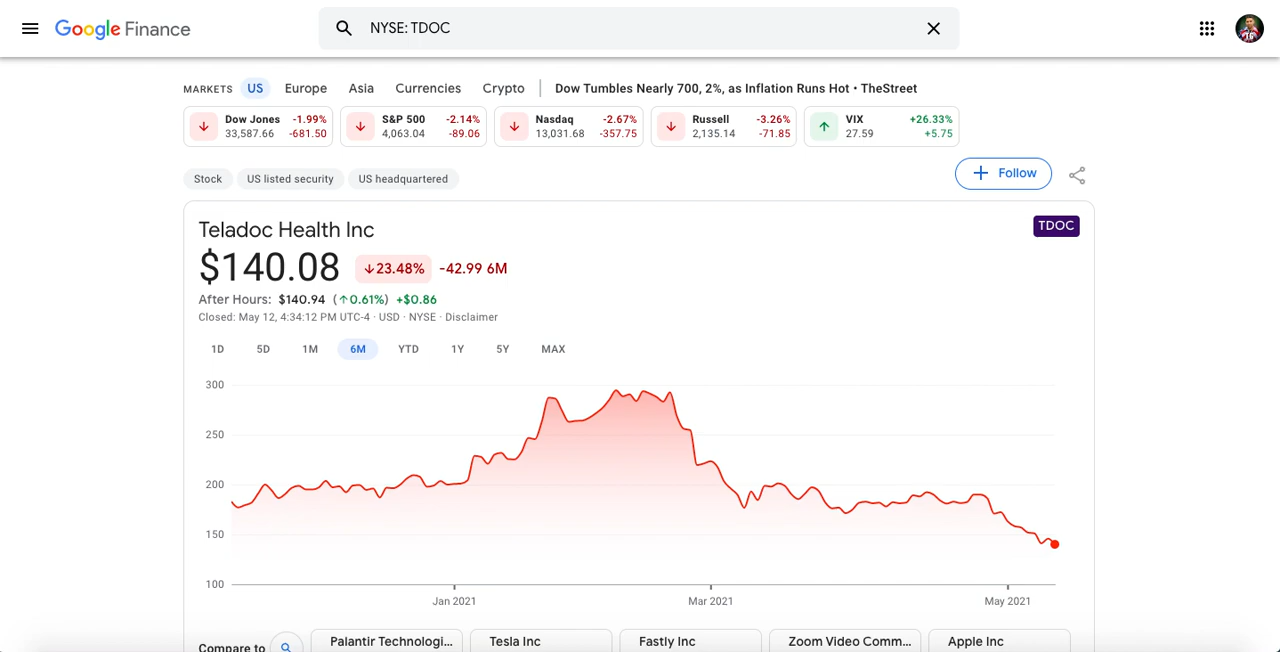 Google Finance
NYSE: TDOC
MARKETS US Europe Asia Currencies Crypto Dow Tumbles Nearly 700, 2%, as Inflation Runs Hot • TheStreet
Dow Jones -1.99%
33,587.66 -681.50
S&P 500 -2.14%
4,063.04 -89.06
Nasdaq -2.67%
13,031.68 -357.75
Russell -3.26%
2,135.14 -71.85
VIX +26.33%
27.59 +5.75
Stock US listed security US headquartered
Follow
Teladoc Health Inc
TDOC
$140.08 ↓23.48% -42.99 6M
After Hours: $140.94 (↑0.61%) +$0.86
Closed: May 12, 4:34:12 PM UTC-4 · USD · NYSE · Disclaimer
1D 5D 1M 6M YTD 1Y 5Y MAX
300
250
200
150
100
Jan 2021 Mar 2021 May 2021
Compare to Palantir Technologi... Tesla Inc Fastly Inc Zoom Video Comm... Apple Inc